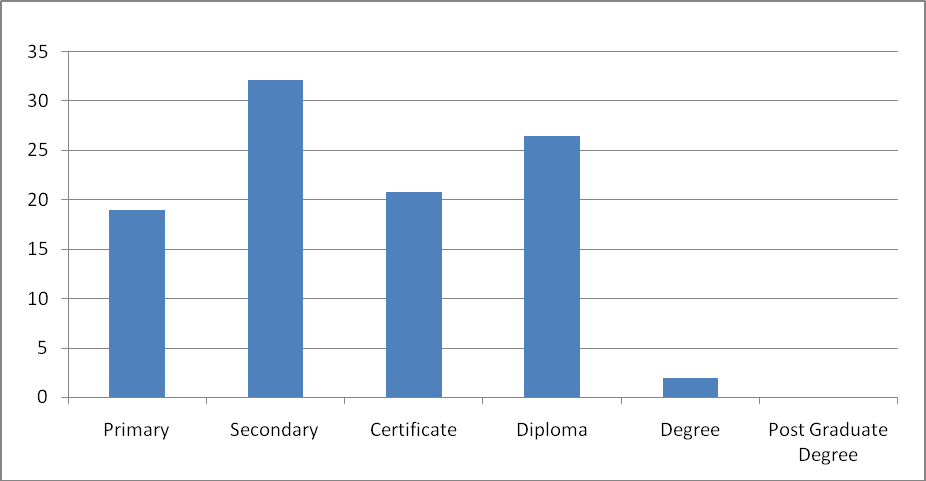 35
30
25
20
15
10
5
0
Primary
Secondary
Certificate
Diploma
Degree
Post Graduate
Degree